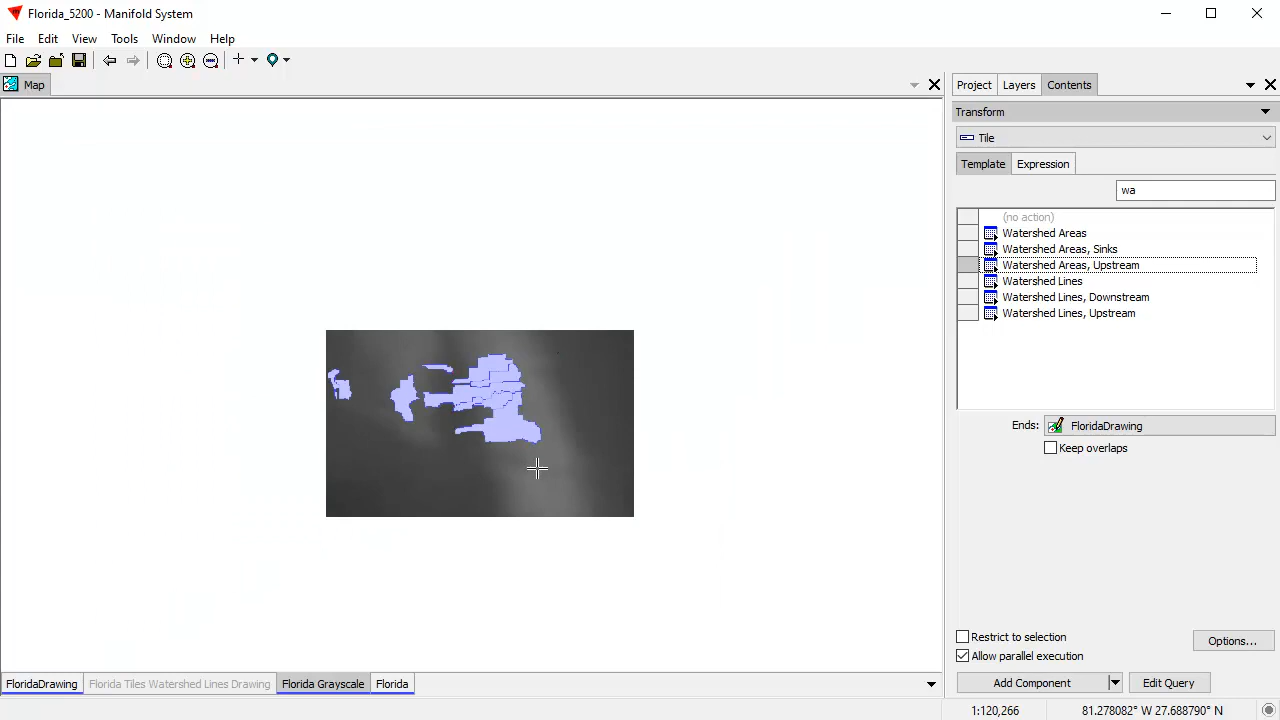 Florida_5200 - Manifold System
File Edit View Tools Window Help
Map
Project Layers Contents
Transform
Tile
Template Expression
wa
(no action)
Watershed Areas
Watershed Areas, Sinks
Watershed Areas, Upstream
Watershed Lines
Watershed Lines, Downstream
Watershed Lines, Upstream
Ends: FloridaDrawing
Keep overlaps
Restrict to selection
Options...
Allow parallel execution
Add Component Edit Query
FloridaDrawing Florida Tiles Watershed Lines Drawing Florida Grayscale Florida
1:120,266 81.278082° W 27.688790° N